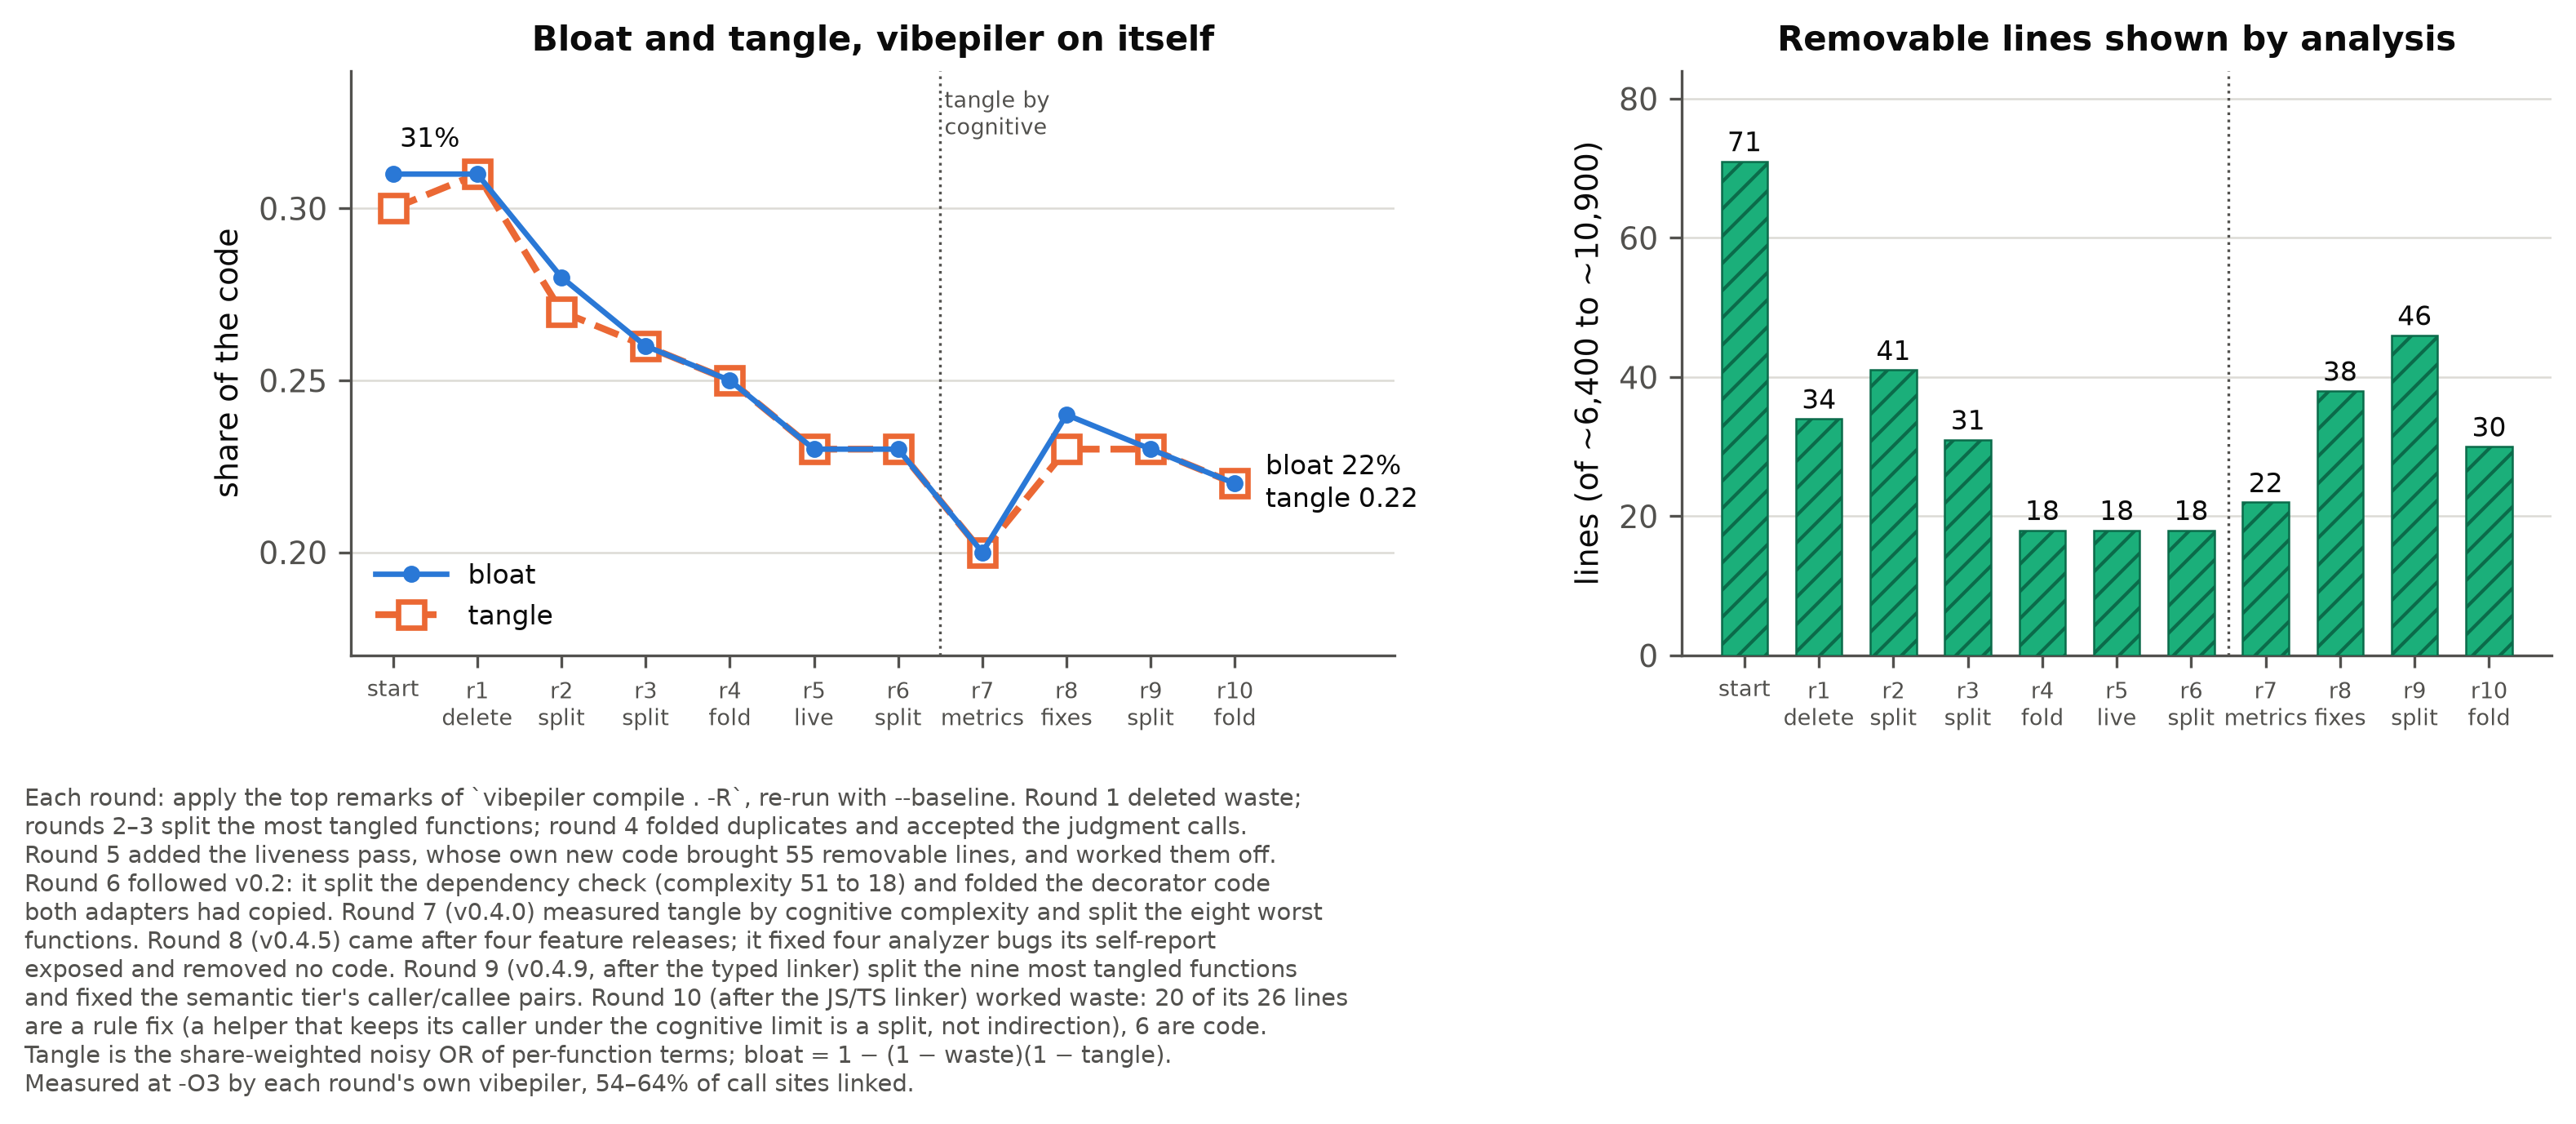 Bloat and tangle, vibepiler on itself
share of the code
0.30
0.25
0.20
31%
tangle by
cognitive
bloat 22%
tangle 0.22
bloat
tangle
start r1 r2 r3 r4 r5 r6 r7 r8 r9 r10
delete split split fold live split metrics fixes split fold
Removable lines shown by analysis
lines (of ~6,400 to ~10,900)
80
60
40
20
0
71 34 41 31 18 18 18 22 38 46 30
start r1 r2 r3 r4 r5 r6 r7 r8 r9 r10
delete split split fold live split metrics fixes split fold
Each round: apply the top remarks of `vibepiler compile . -R`, re-run with --baseline. Round 1 deleted waste;
rounds 2–3 split the most tangled functions; round 4 folded duplicates and accepted the judgment calls.
Round 5 added the liveness pass, whose own new code brought 55 removable lines, and worked them off.
Round 6 followed v0.2: it split the dependency check (complexity 51 to 18) and folded the decorator code
both adapters had copied. Round 7 (v0.4.0) measured tangle by cognitive complexity and split the eight worst
functions. Round 8 (v0.4.5) came after four feature releases; it fixed four analyzer bugs its self-report
exposed and removed no code. Round 9 (v0.4.9, after the typed linker) split the nine most tangled functions
and fixed the semantic tier's caller/callee pairs. Round 10 (after the JS/TS linker) worked waste: 20 of its 26 lines
are a rule fix (a helper that keeps its caller under the cognitive limit is a split, not indirection), 6 are code.
Tangle is the share-weighted noisy OR of per-function terms; bloat = 1 − (1 − waste)(1 − tangle).
Measured at -O3 by each round's own vibepiler, 54–64% of call sites linked.